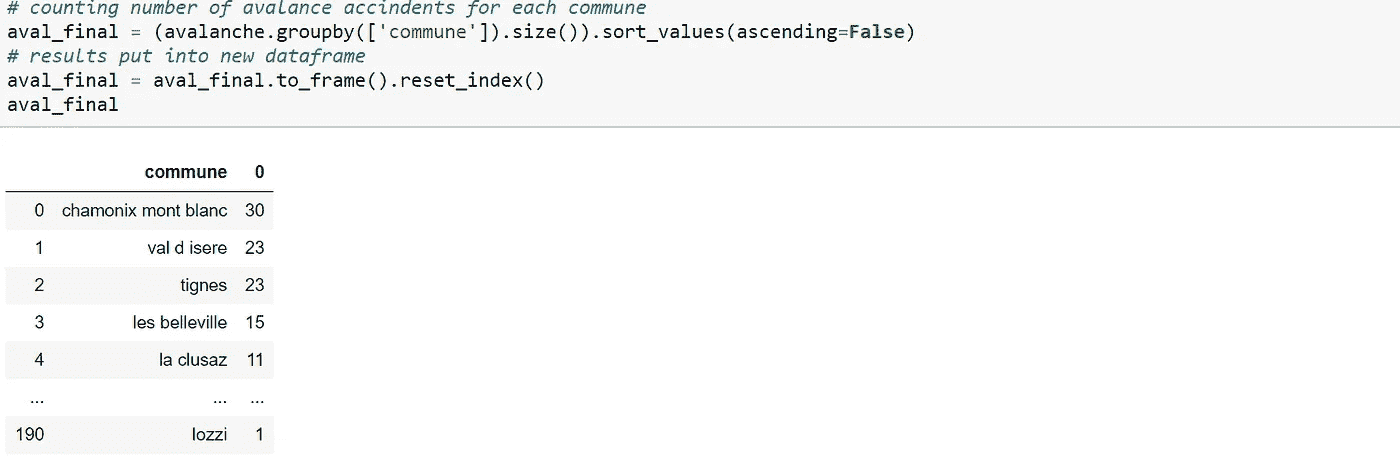 # counting number of avalance accindents for each commune
aval_final = (avalanche.groupby(['commune']).size()).sort_values(ascending=False)
# results put into new dataframe
aval_final = aval_final.to_frame().reset_index()
aval_final
commune 0
0 chamonix mont blanc 30
1 val d isere 23
2 tignes 23
3 les belleville 15
4 la clusaz 11
... ... ...
190 lozzi 1